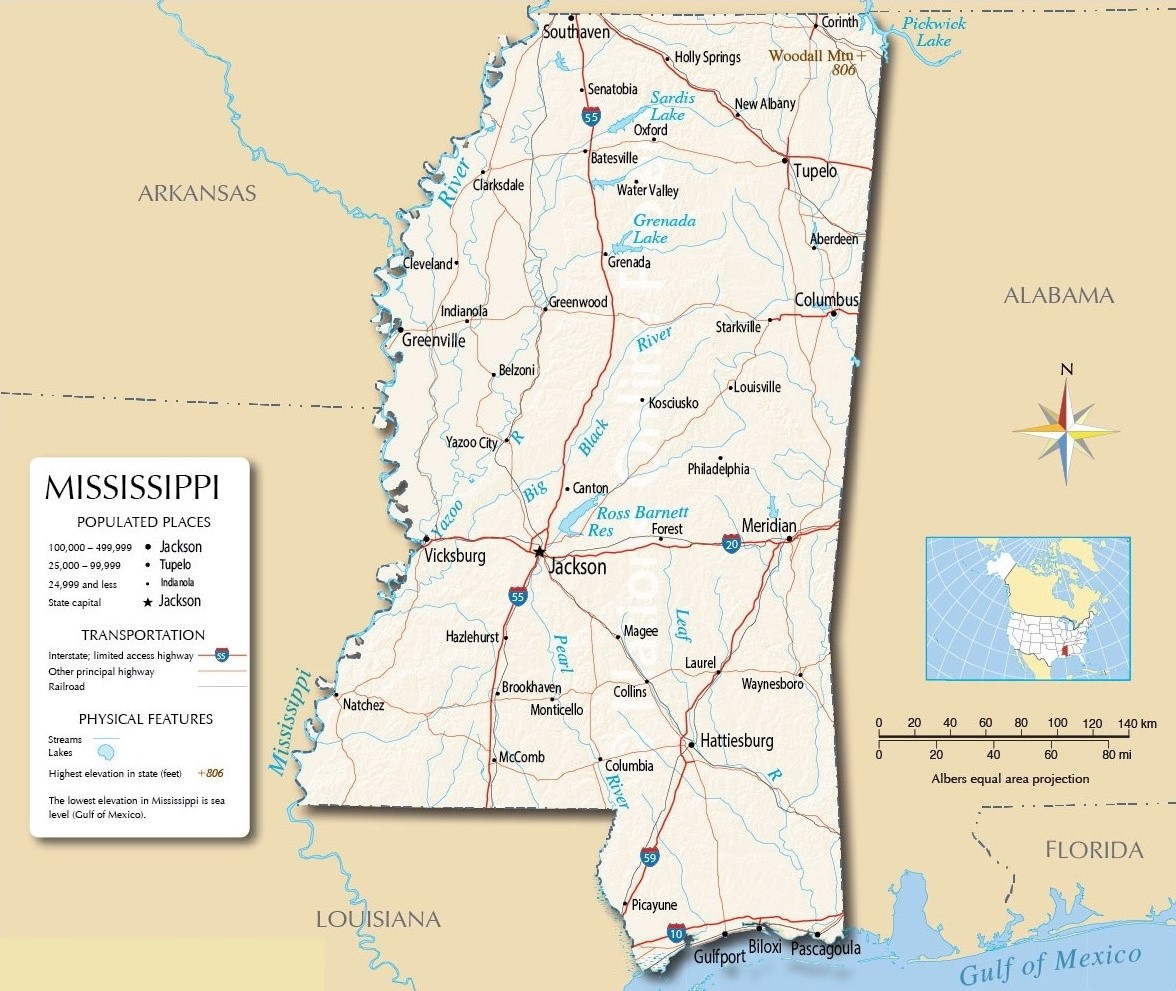 Southaven
Corinth
Pickwick
Lake
Holly Springs
Woodall Mtn +
806
Senatobia
Sardis
Lake
New Albany
55
Oxford
Batesville
Tupelo
River
Clarksdale
Water Valley
ARKANSAS
Grenada
Lake
Aberdeen
Cleveland
Grenada
ALABAMA
Indianola
Greenwood
Columbus
Starkville
Greenville
River
Belzoni
N
Louisville
Kosciusko
Yazoo City
R
Black
Philadelphia
Canton
Big
Yazoo
Ross Barnett
Res
Forest
Meridian
20
Vicksburg
Jackson
55
Hazlehurst
Magee
Leaf
Pearl
Laurel
Waynesboro
Brookhaven
Collins
Natchez
Monticello
Mississippi
Hattiesburg
McComb
Columbia
River
R
59
Picayune
10
Gulfport
Biloxi
Pascagoula
LOUISIANA
FLORIDA
Gulf of Mexico
MISSISSIPPI
POPULATED PLACES
100,000 – 499,999 Jackson
25,000 – 99,999 Tupelo
24,999 and less Indianola
State capital Jackson
TRANSPORTATION
Interstate; limited access highway 55
Other principal highway
Railroad
PHYSICAL FEATURES
Streams
Lakes
Highest elevation in state (feet) +806
The lowest elevation in Mississippi is sea
level (Gulf of Mexico).
0 20 40 60 80 100 120 140 km
0 20 40 60 80 mi
Albers equal area projection